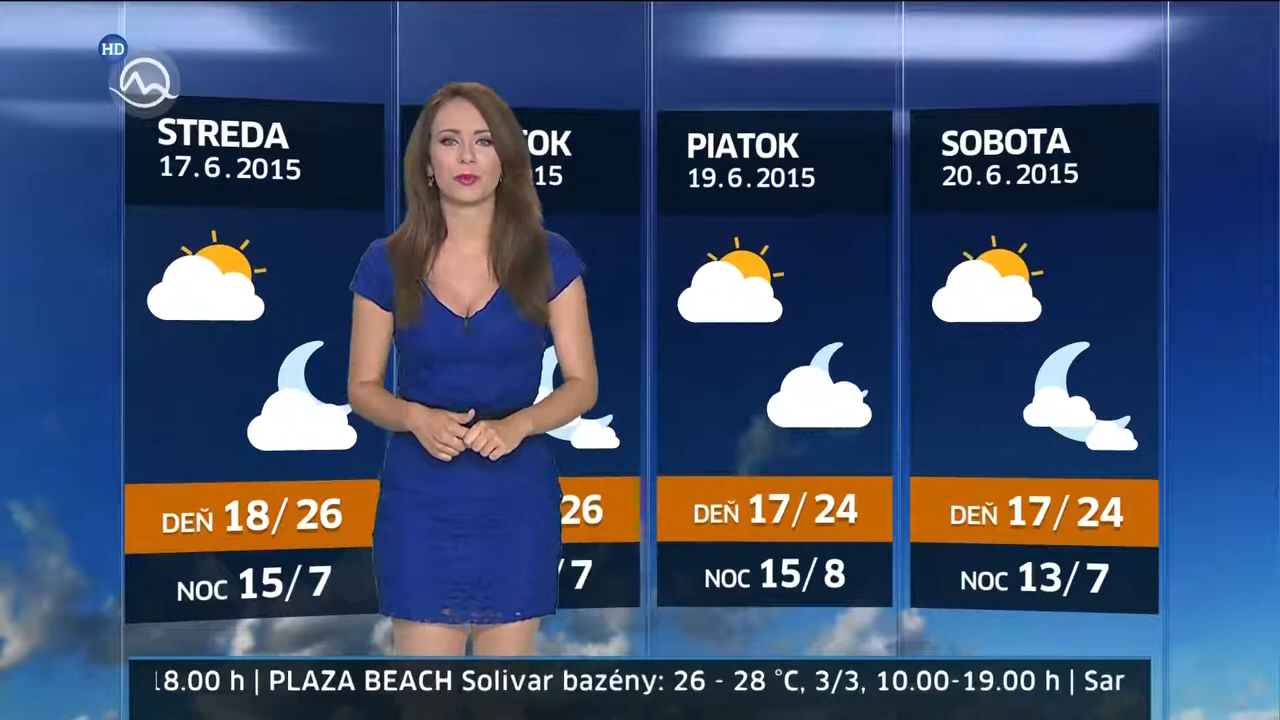 HD
STREDA
17.6.2015
DEŇ 18/26
NOC 15/7
TOK
15
26
/7
PIATOK
19.6.2015
DEŇ 17/24
NOC 15/8
SOBOTA
20.6.2015
DEŇ 17/24
NOC 13/7
18.00 h | PLAZA BEACH Solivar bazény: 26 - 28 °C, 3/3, 10.00-19.00 h | Sar